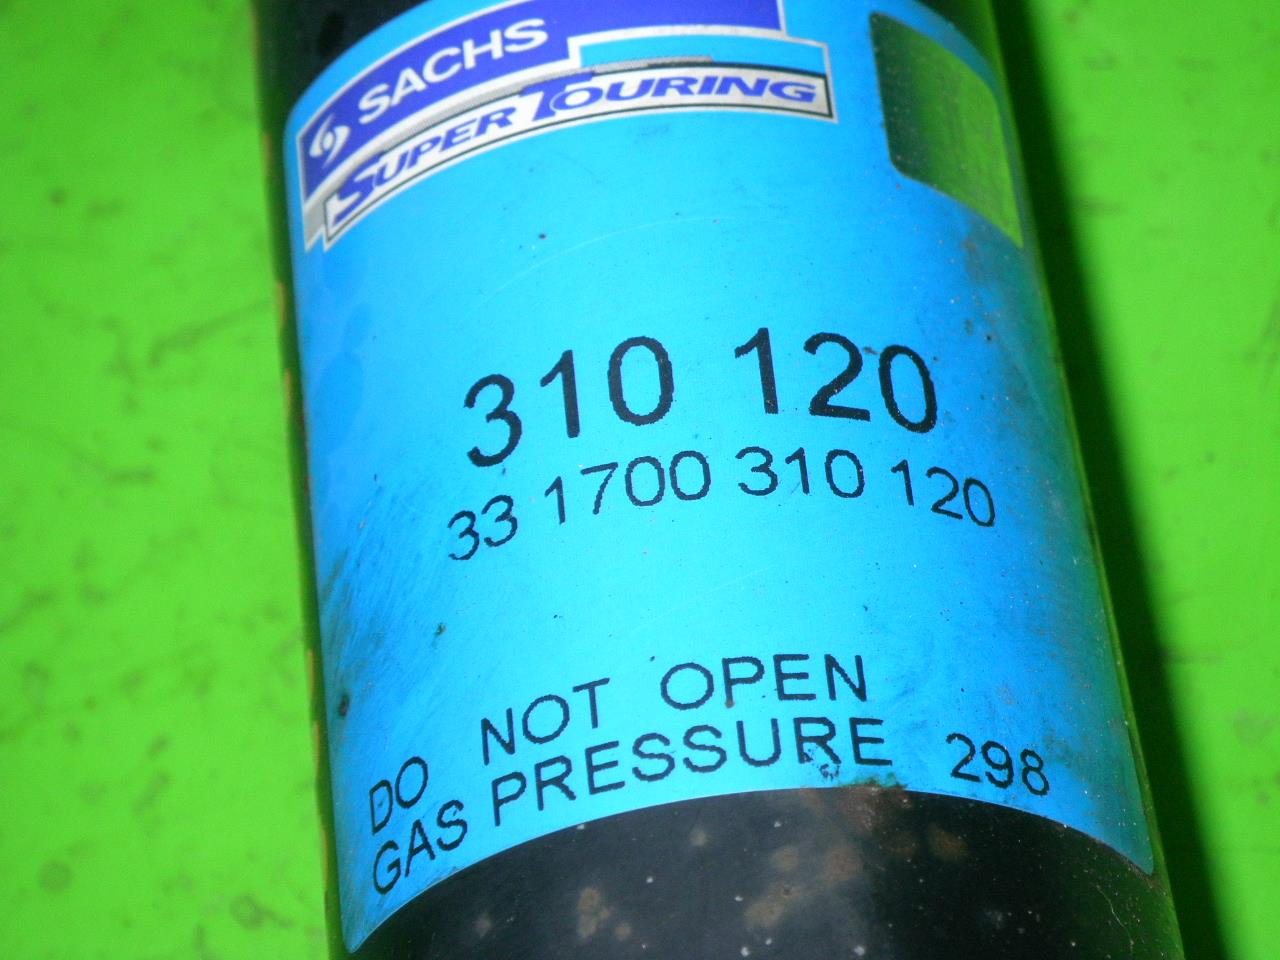 SACHS
SUPER TOURING
310 120
33 1700 310 120
DO NOT OPEN
GAS PRESSURE 298